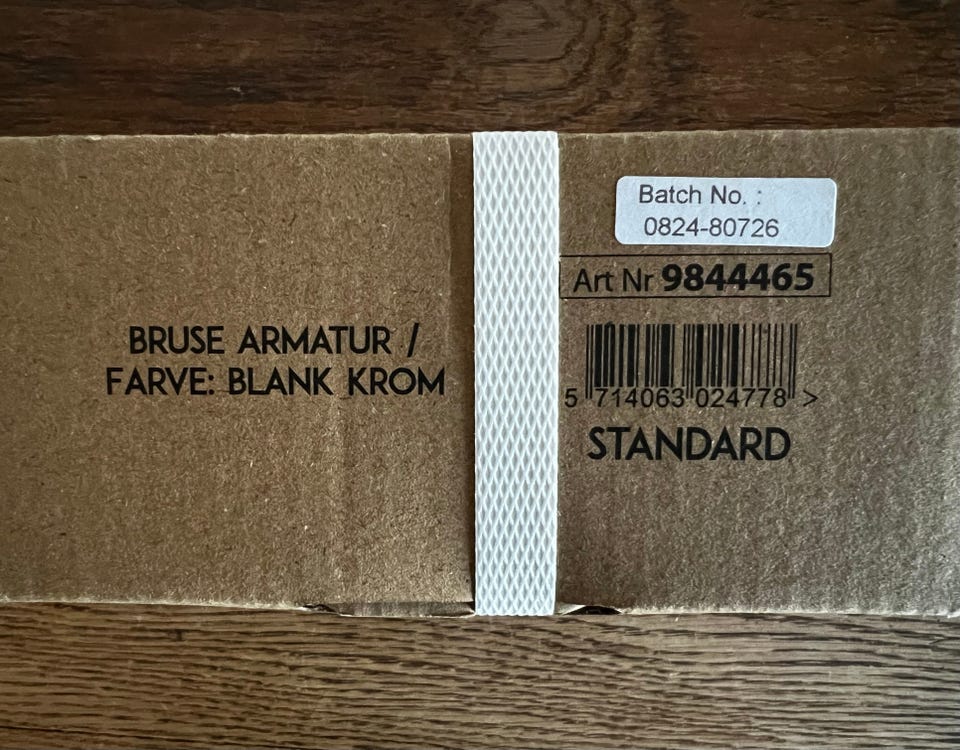 BRUSE ARMATUR /
FARVE: BLANK KROM
Batch No. :
0824-80726
Art Nr 9844465
5 714063 024778 >
STANDARD